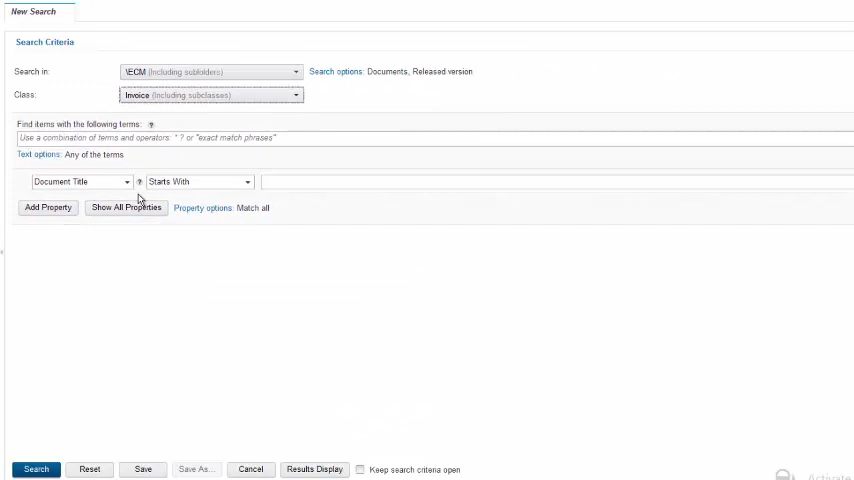 New Search
Search Criteria
Search in: \ECM (Including subfolders) Search options: Documents, Released version
Class: Invoice (Including subclasses)
Find items with the following terms: ?
Use a combination of terms and operators: * ? or "exact match phrases"
Text options: Any of the terms
Document Title ? Starts With
Add Property Show All Properties Property options: Match all
Search Reset Save Save As... Cancel Results Display Keep search criteria open
Activate